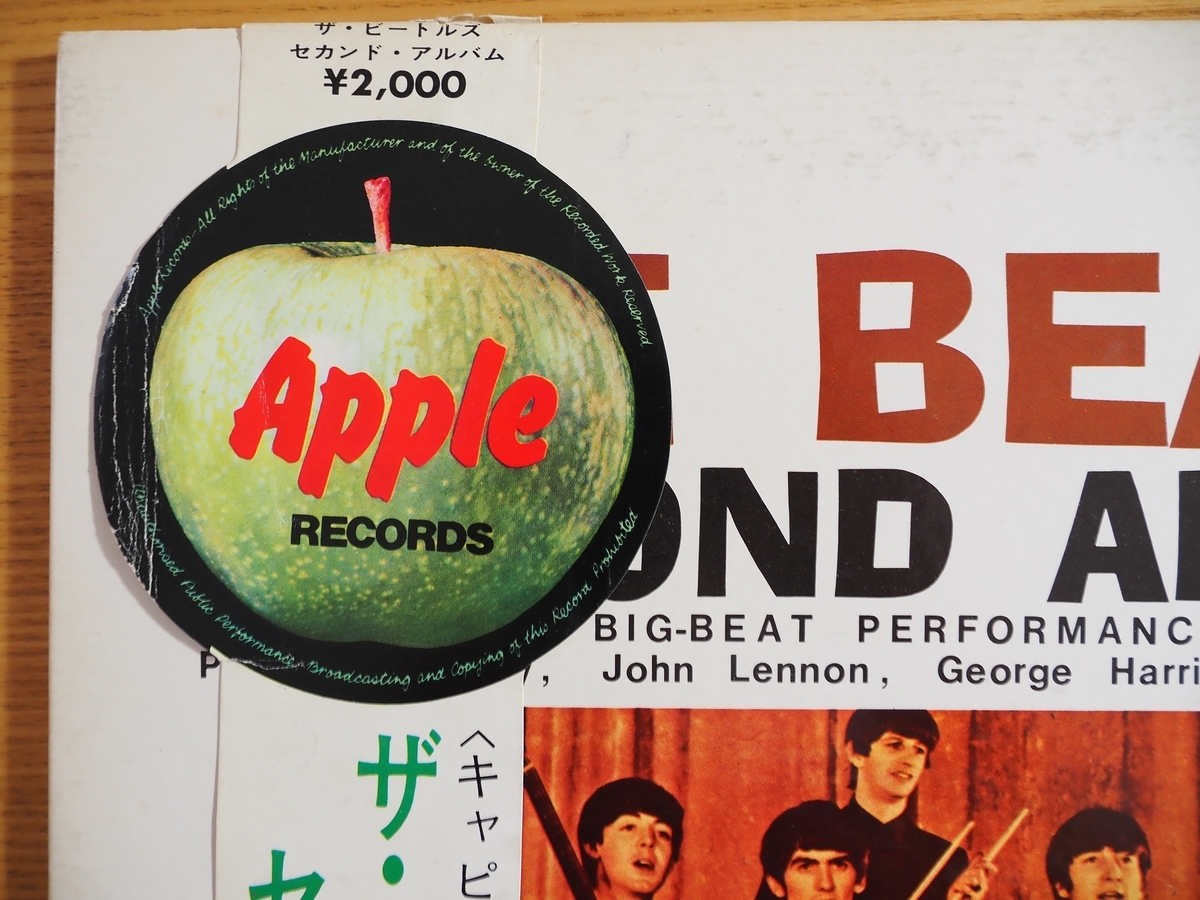 ザ・ビートルズ
セカンド・アルバム
¥2,000
Apple Records-All Rights of the Manufacturer and of the Owner of the Recorded Work Reserved
Apple
RECORDS
Unauthorised Public Performance, Broadcasting and Copying of this Record Prohibited
E BEA
OND A
BIG-BEAT PERFORMANC
P y, John Lennon, George Harri
〈キャピ
ザ・
セ